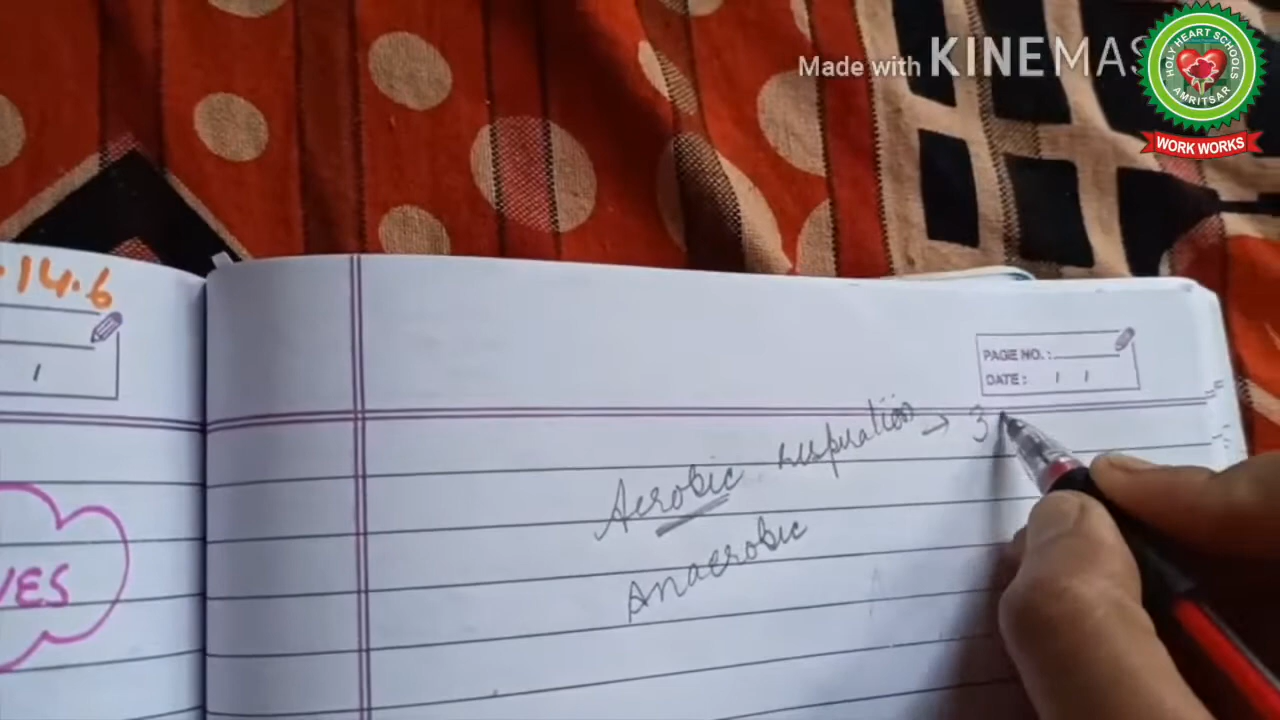 Made with KINEMAS
HOLY HEART SCHOOLS
AMRITSAR
WORK WORKS
.14.6
PAGE NO. :
DATE : / /
/
Aerobic respiration → 3
Anaerobic
VES